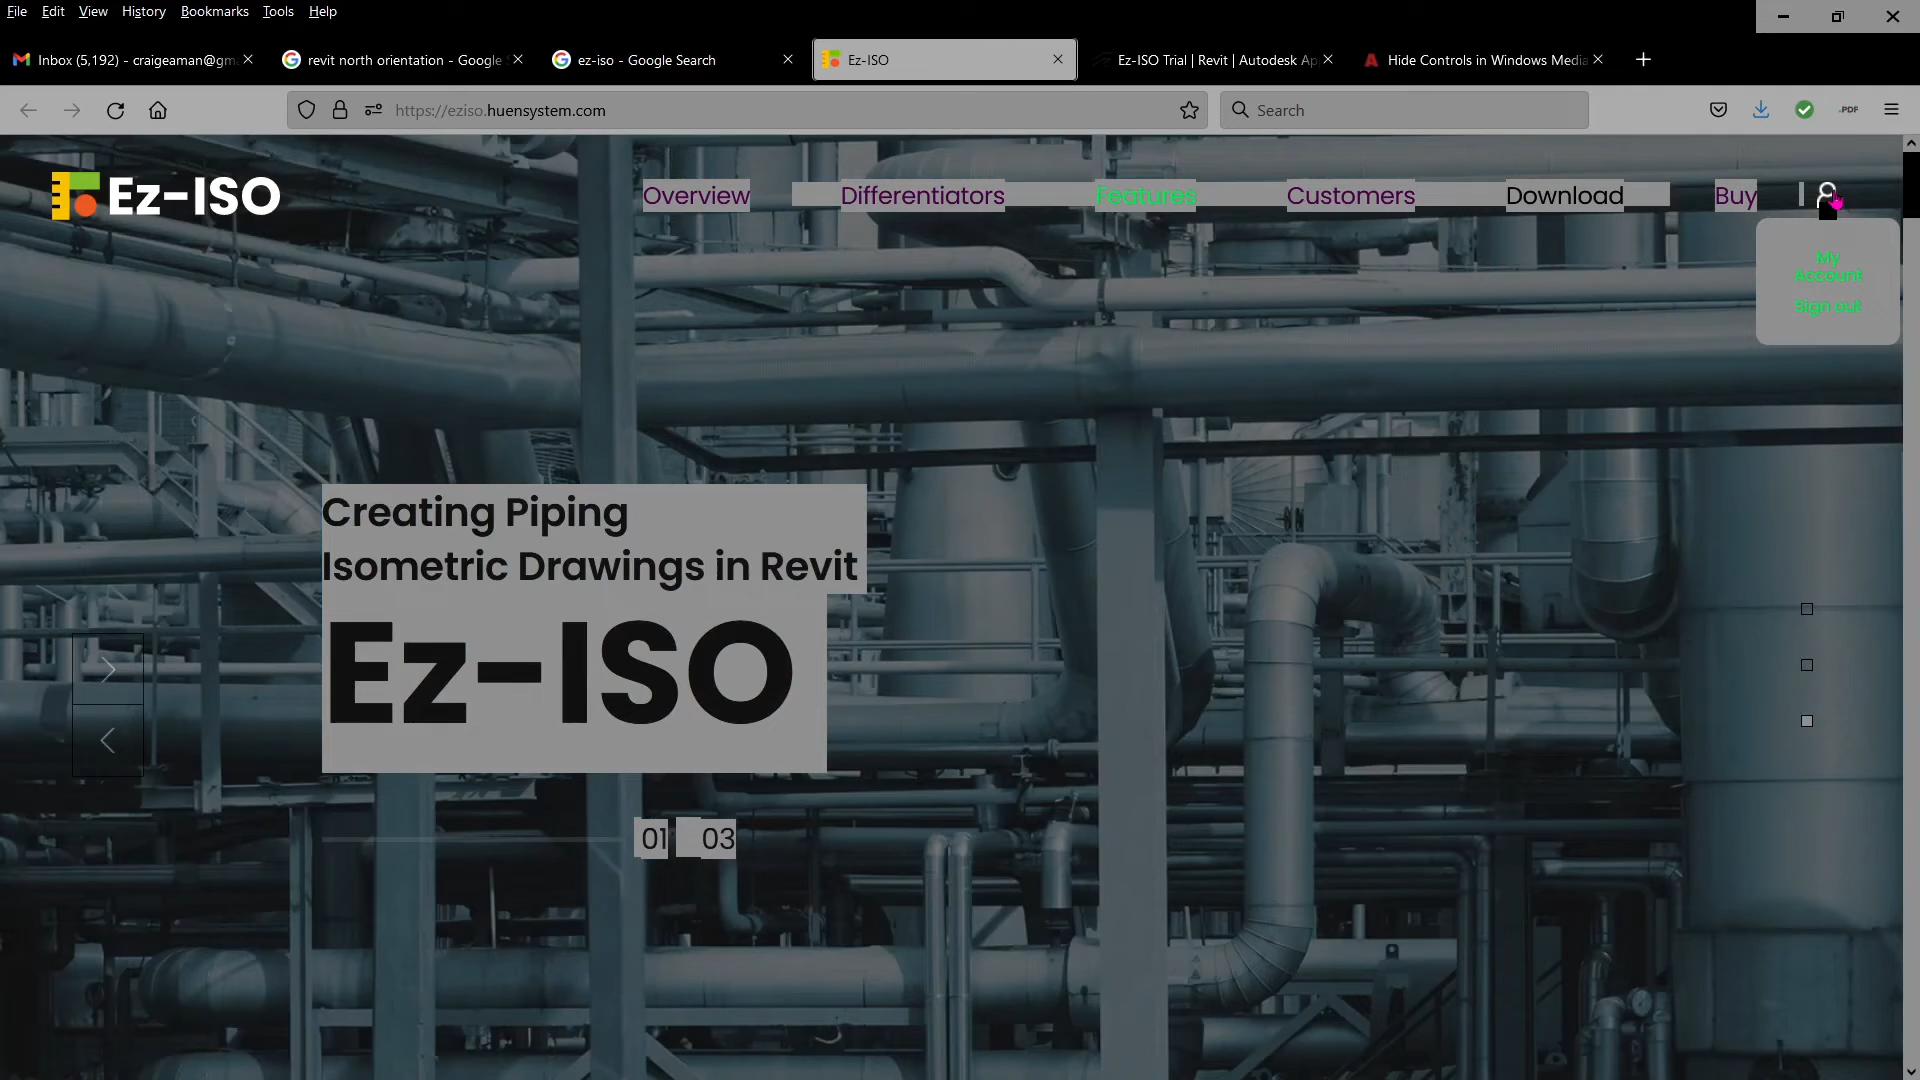 File Edit View History Bookmarks Tools Help
Inbox (5,192) - craigeaman@gm
revit north orientation - Google
ez-iso - Google Search
Ez-ISO
Ez-ISO Trial | Revit | Autodesk Ap
Hide Controls in Windows Media
https://eziso.huensystem.com
Search
.PDF
Ez-ISO
Overview
Differentiators
Features
Customers
Download
Buy
My
Account
Sign out
Creating Piping
Isometric Drawings in Revit
Ez-ISO
01 03